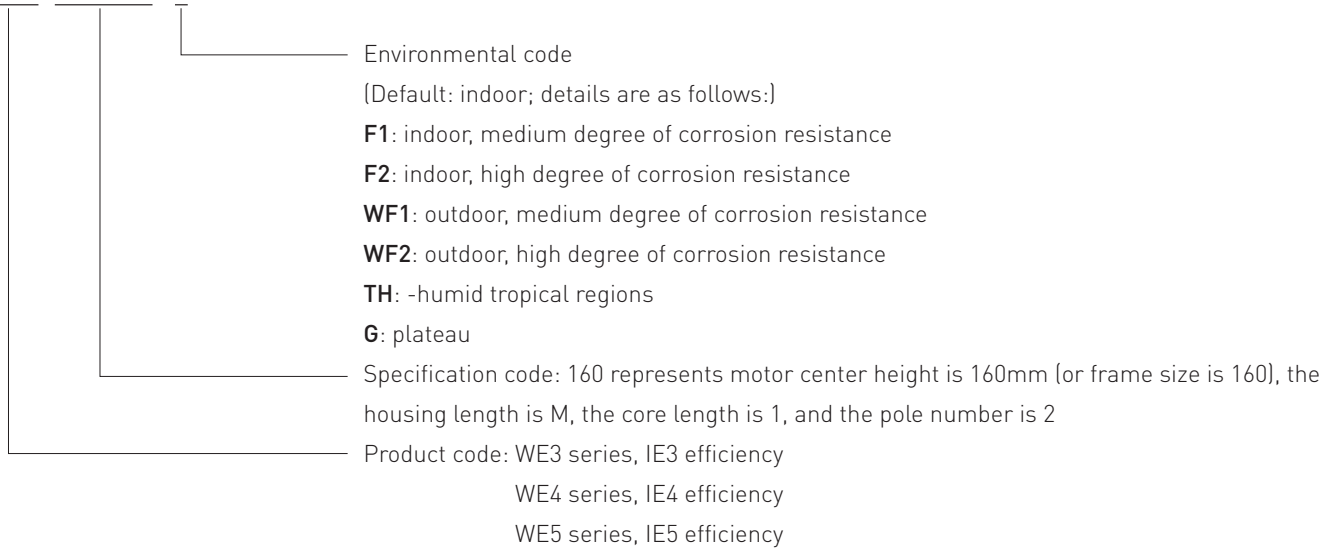 Environmental code
(Default: indoor; details are as follows:)
F1: indoor, medium degree of corrosion resistance
F2: indoor, high degree of corrosion resistance
WF1: outdoor, medium degree of corrosion resistance
WF2: outdoor, high degree of corrosion resistance
TH: -humid tropical regions
G: plateau
Specification code: 160 represents motor center height is 160mm (or frame size is 160), the
housing length is M, the core length is 1, and the pole number is 2
Product code: WE3 series, IE3 efficiency
WE4 series, IE4 efficiency
WE5 series, IE5 efficiency